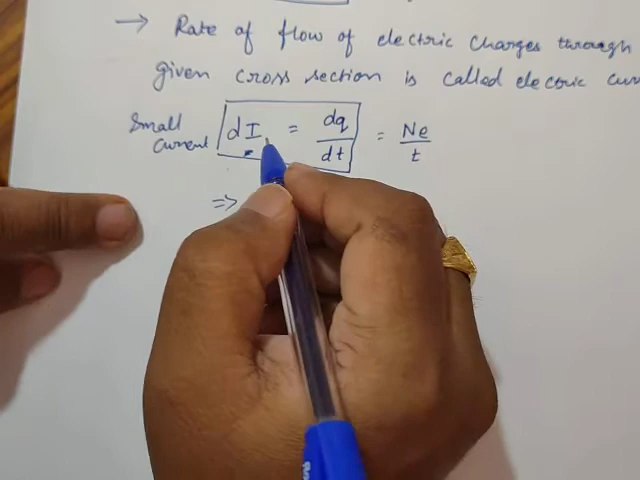 → Rate of flow of electric charges through
given cross section is called electric
Small
current dI = dq/dt = Ne/t
⇒